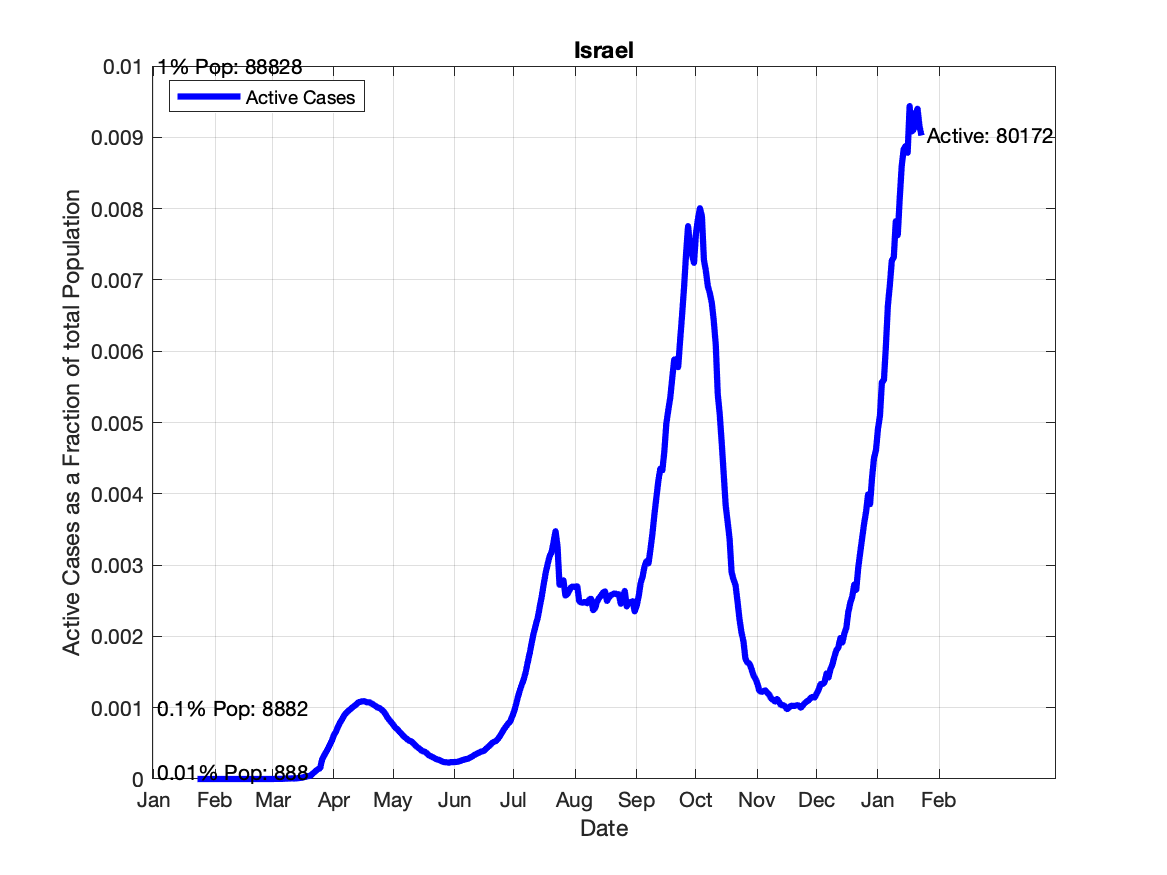 Israel
0.01
1% Pop: 88828
Active Cases
0.009
Active: 80172
0.008
0.007
0.006
0.005
0.004
0.003
0.002
0.001
0.1% Pop: 8882
0.01% Pop: 888
0
Active Cases as a Fraction of total Population
Jan Feb Mar Apr May Jun Jul Aug Sep Oct Nov Dec Jan Feb
Date